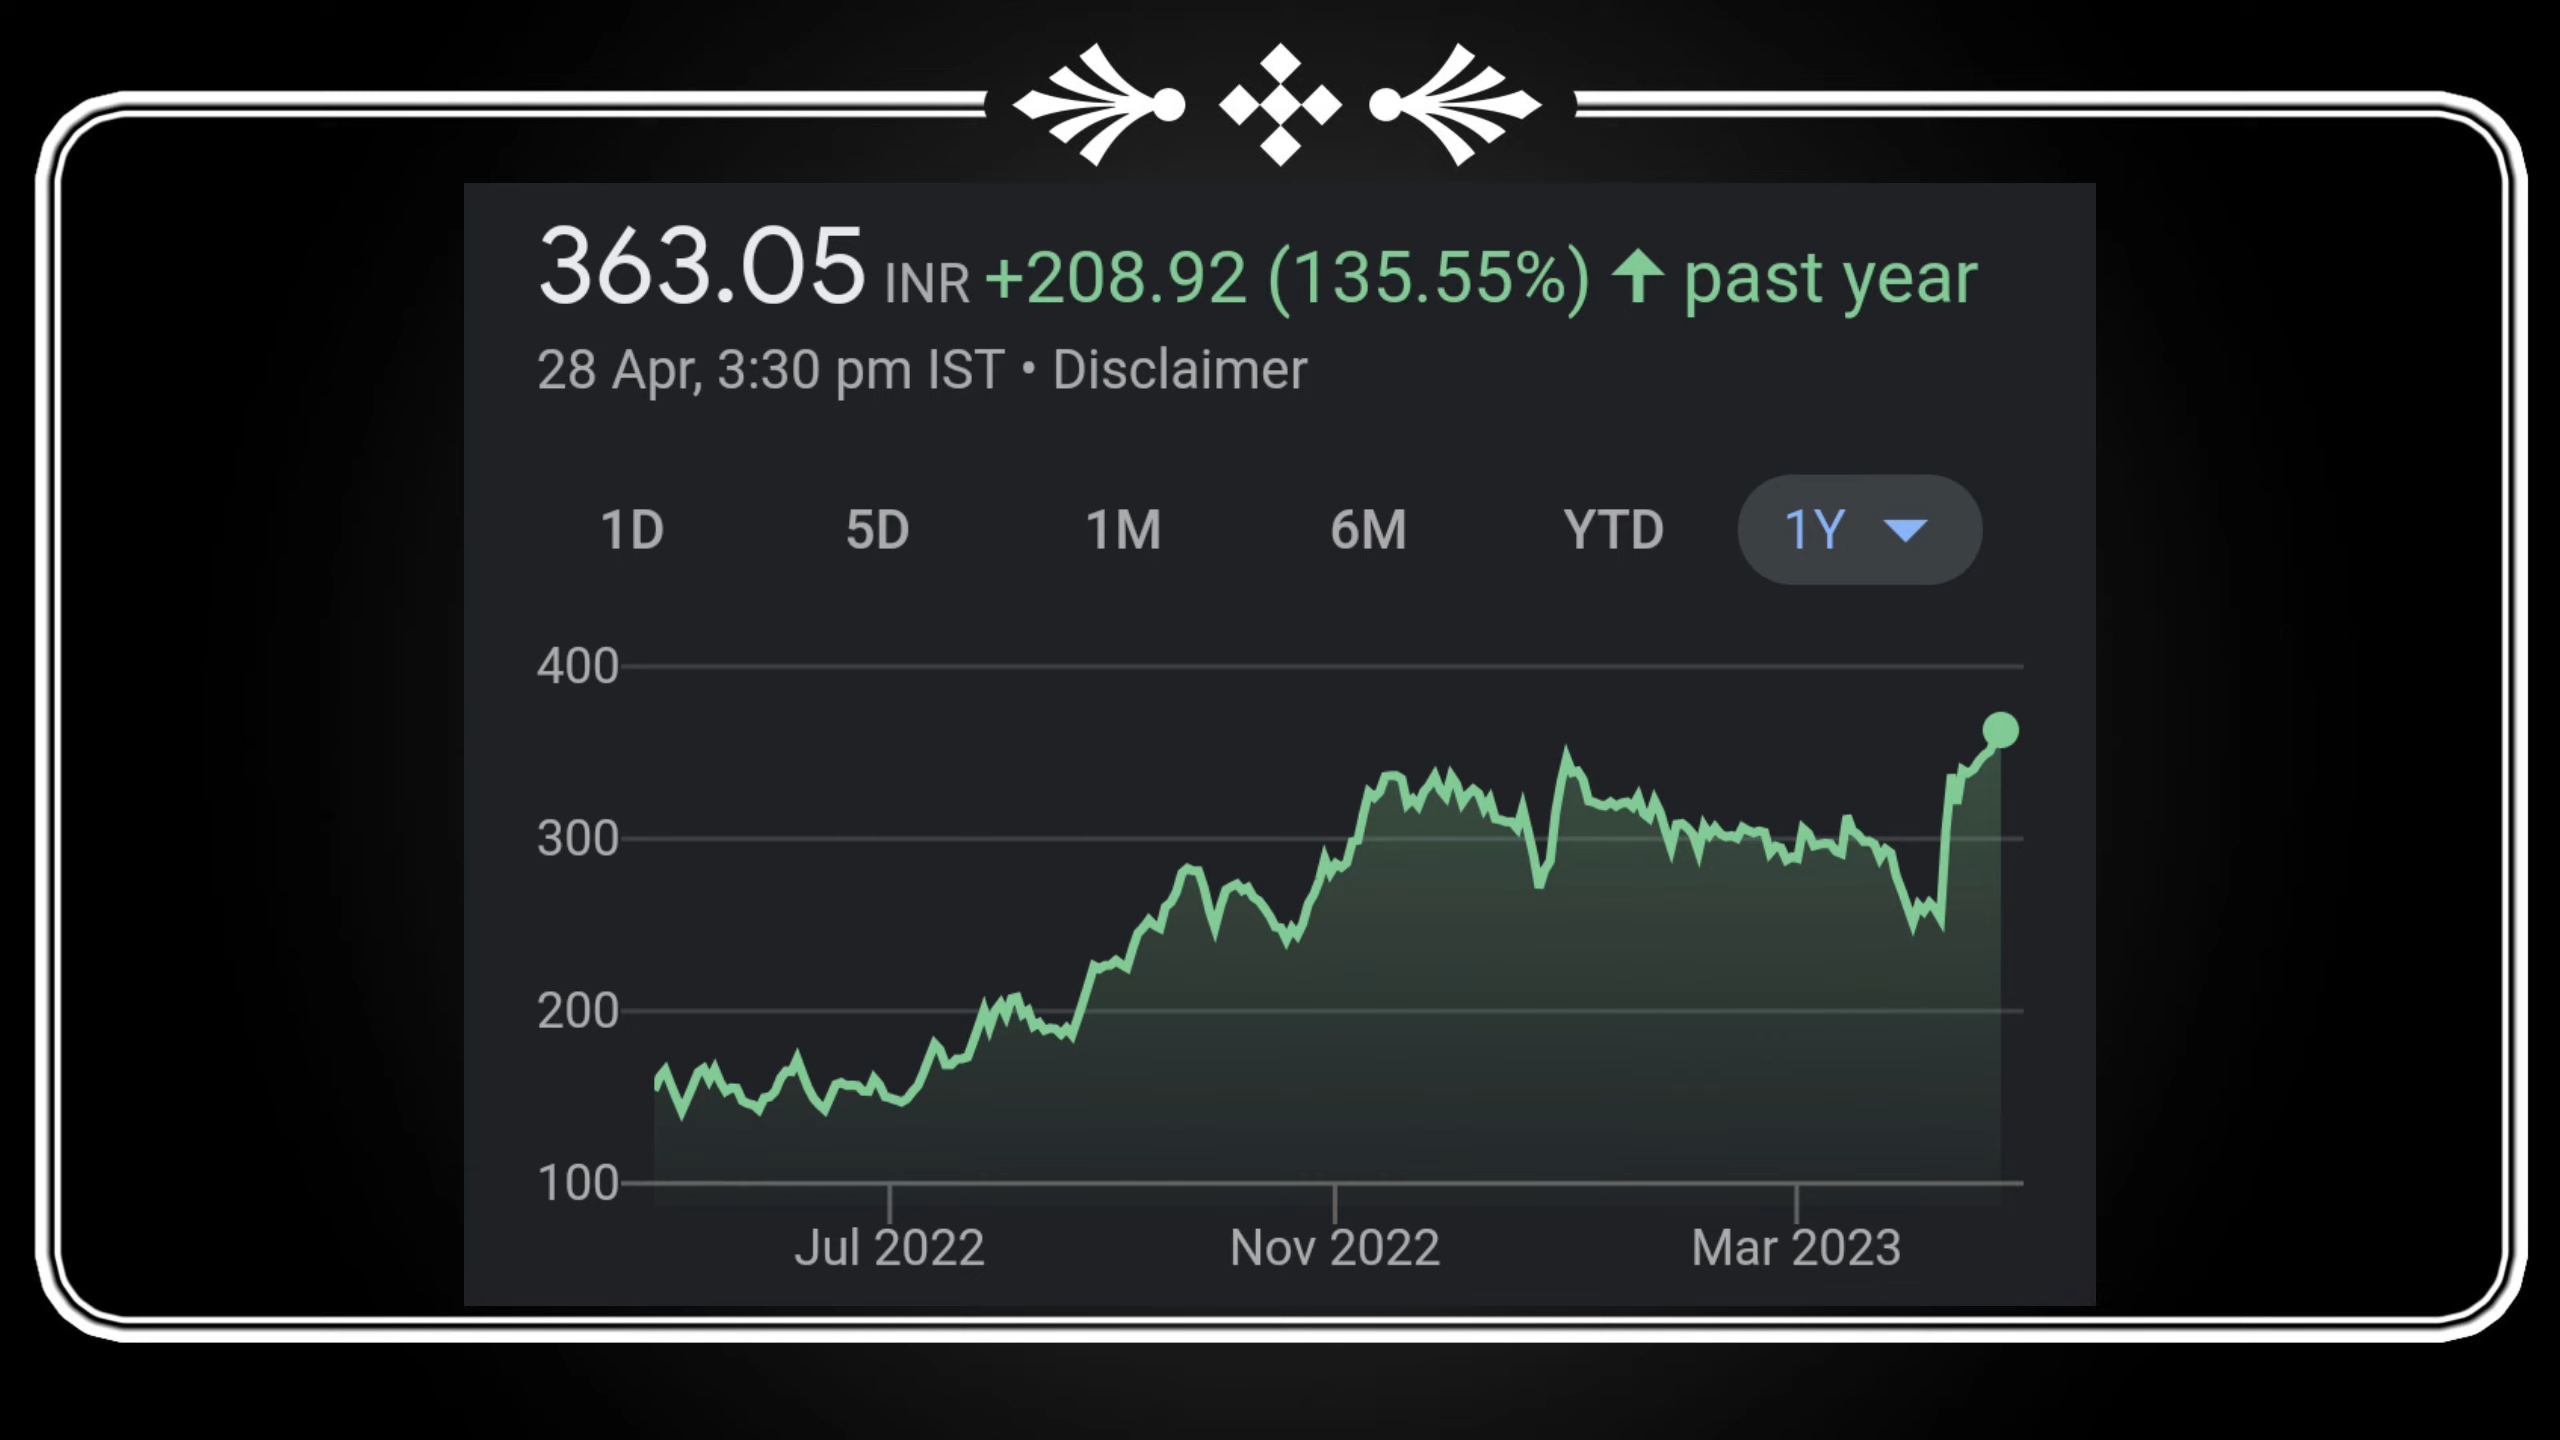 363.05 INR +208.92 (135.55%) ↑ past year
28 Apr, 3:30 pm IST • Disclaimer
1D 5D 1M 6M YTD 1Y
400
300
200
100
Jul 2022 Nov 2022 Mar 2023